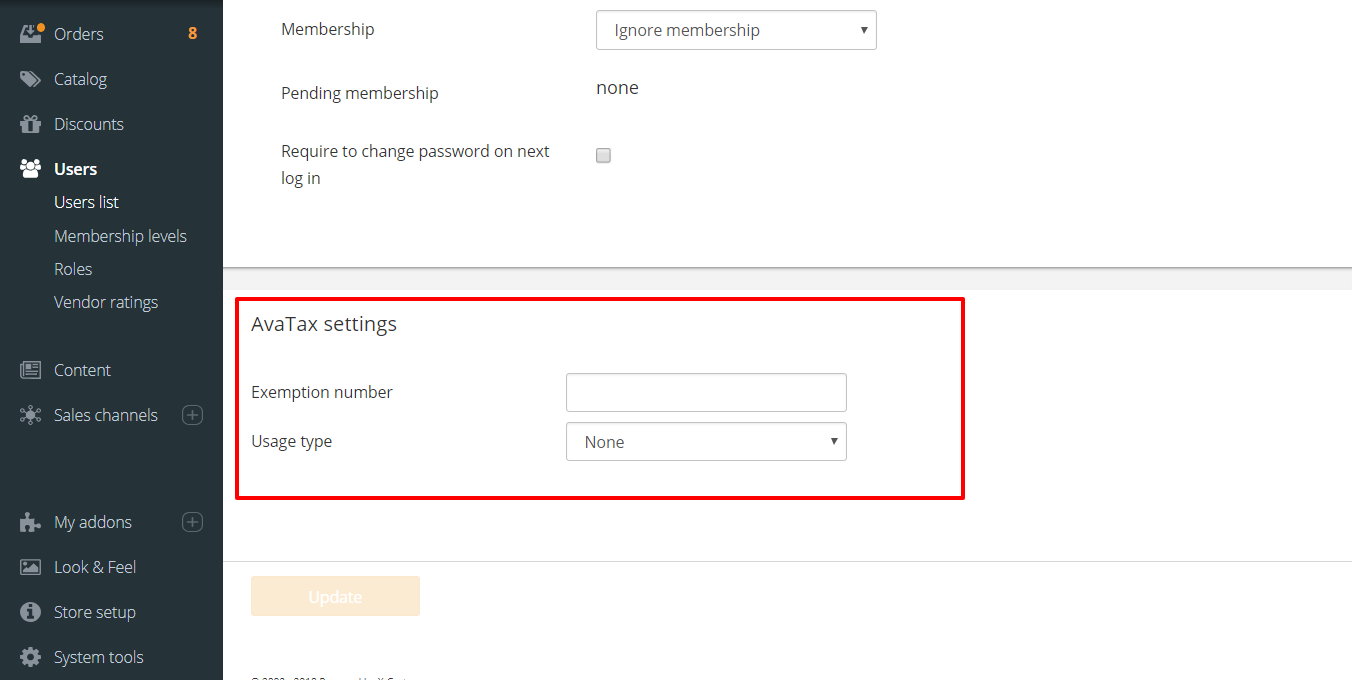 Orders 8
Catalog
Discounts
Users
Users list
Membership levels
Roles
Vendor ratings
Content
Sales channels
My addons
Look & Feel
Store setup
System tools
Membership Ignore membership
Pending membership none
Require to change password on next
log in
AvaTax settings
Exemption number
Usage type None
Update